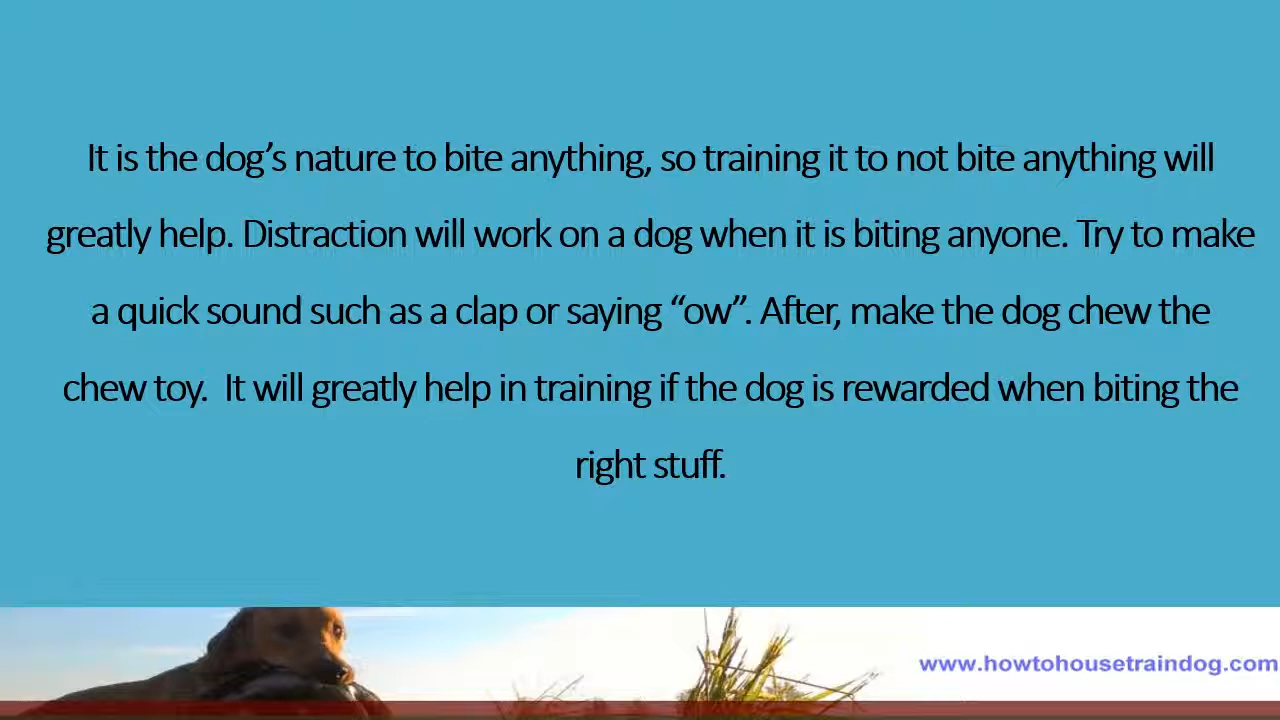 It is the dog’s nature to bite anything, so training it to not bite anything will
greatly help. Distraction will work on a dog when it is biting anyone. Try to make
a quick sound such as a clap or saying “ow”. After, make the dog chew the
chew toy.  It will greatly help in training if the dog is rewarded when biting the
right stuff.
www.howtohousetraindog.com